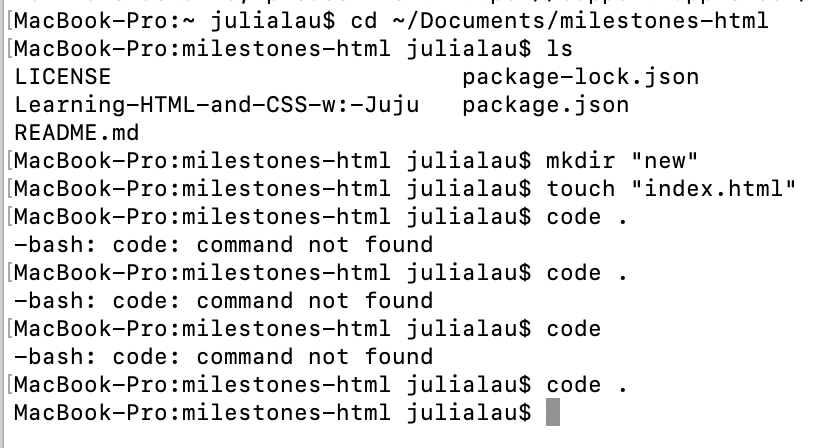 [MacBook-Pro:~ julialau$ cd ~/Documents/milestones-html
[MacBook-Pro:milestones-html julialau$ ls
LICENSE package-lock.json
Learning-HTML-and-CSS-w:-Juju package.json
README.md
[MacBook-Pro:milestones-html julialau$ mkdir "new"
[MacBook-Pro:milestones-html julialau$ touch "index.html"
[MacBook-Pro:milestones-html julialau$ code .
-bash: code: command not found
[MacBook-Pro:milestones-html julialau$ code .
-bash: code: command not found
[MacBook-Pro:milestones-html julialau$ code
-bash: code: command not found
[MacBook-Pro:milestones-html julialau$ code .
MacBook-Pro:milestones-html julialau$